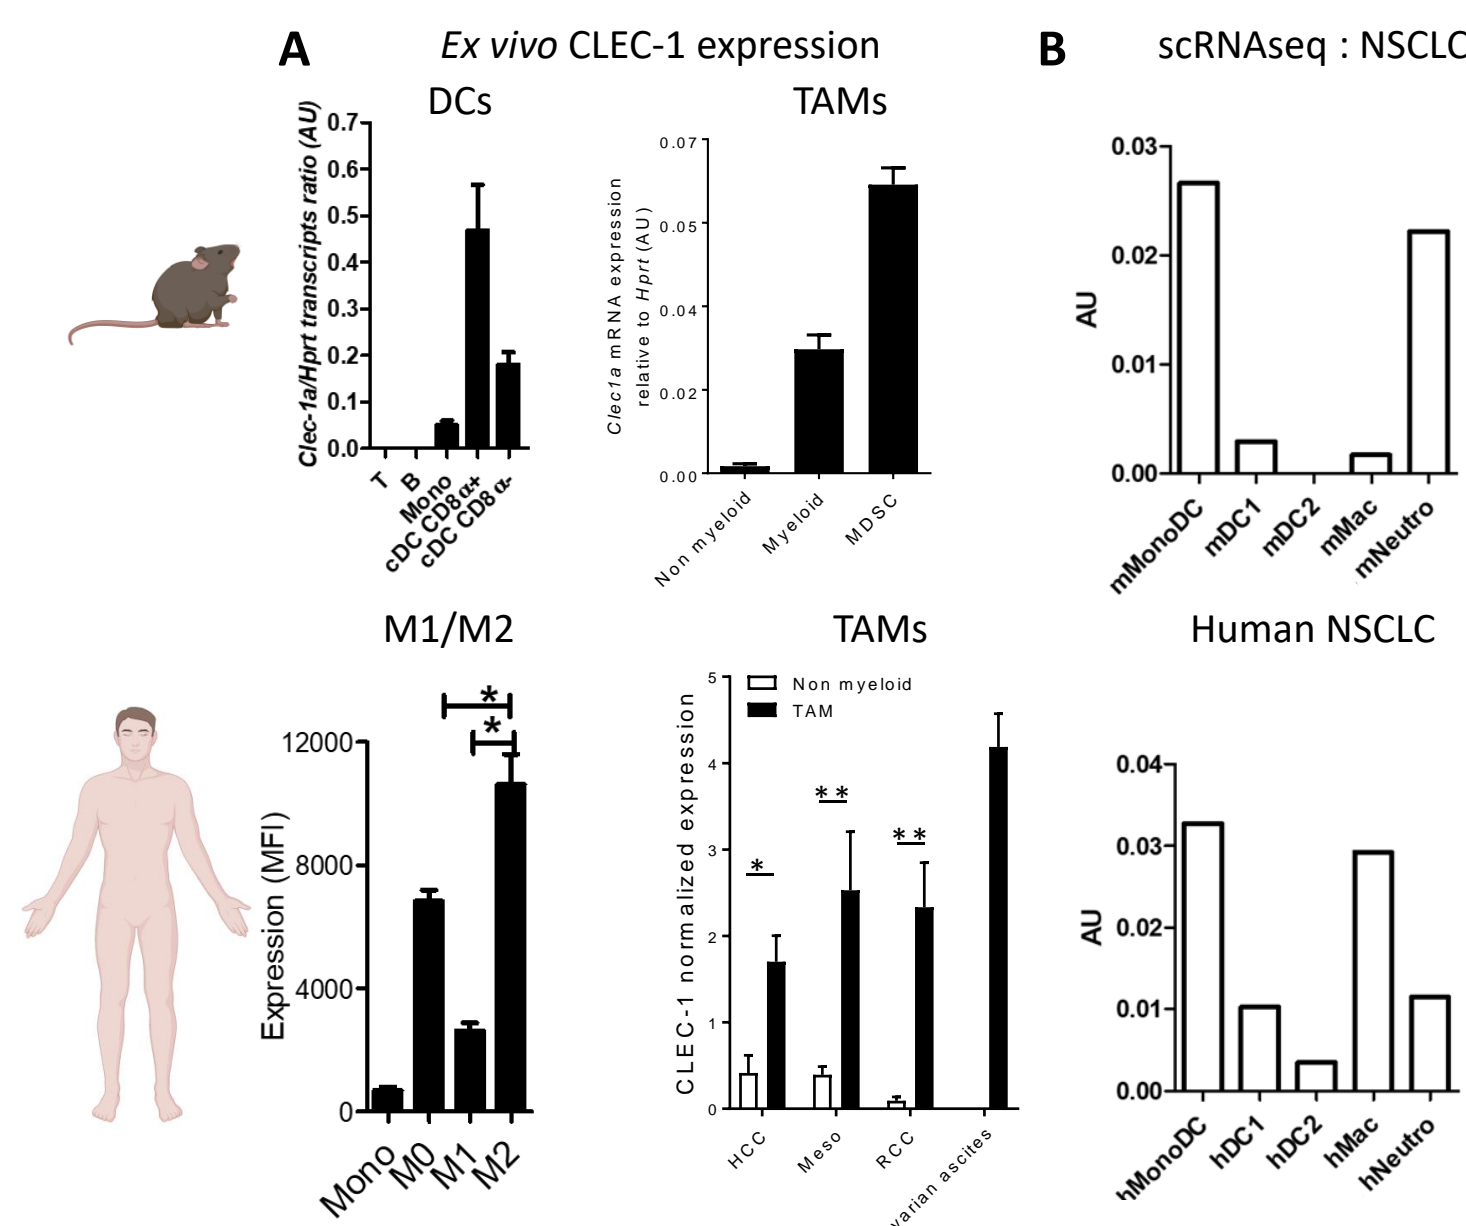 A
Ex vivo CLEC-1 expression
B
scRNAseq : NSCLC
DCs
TAMs
Clec-1a/Hprt transcripts ratio (AU)
0.7
0.6
0.5
0.4
0.3
0.2
0.1
0.0
T
B
Mono
cDC CD8α+
cDC CD8α-
Clec1a mRNA expression
relative to Hprt (AU)
0.07
0.05
0.04
0.02
0.00
Non myeloid
Myeloid
MDSC
AU
0.03
0.02
0.01
0.00
mMonoDC
mDC1
mDC2
mMac
mNeutro
M1/M2
TAMs
Human NSCLC
Expression (MFI)
12000
8000
4000
0
*
*
Mono
M0
M1
M2
CLEC-1 normalized expression
5
4
3
2
1
0
Non myeloid
TAM
*
**
**
HCC
Meso
RCC
varian ascites
AU
0.04
0.03
0.02
0.01
0.00
hMonoDC
hDC1
hDC2
hMac
hNeutro